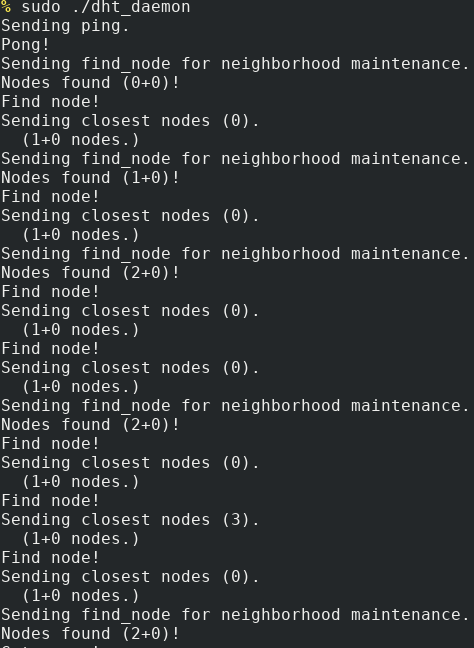 % sudo ./dht_daemon
Sending ping.
Pong!
Sending find_node for neighborhood maintenance.
Nodes found (0+0)!
Find node!
Sending closest nodes (0).
  (1+0 nodes.)
Sending find_node for neighborhood maintenance.
Nodes found (1+0)!
Find node!
Sending closest nodes (0).
  (1+0 nodes.)
Sending find_node for neighborhood maintenance.
Nodes found (2+0)!
Find node!
Sending closest nodes (0).
  (1+0 nodes.)
Find node!
Sending closest nodes (0).
  (1+0 nodes.)
Sending find_node for neighborhood maintenance.
Nodes found (2+0)!
Find node!
Sending closest nodes (0).
  (1+0 nodes.)
Find node!
Sending closest nodes (3).
  (1+0 nodes.)
Find node!
Sending closest nodes (0).
  (1+0 nodes.)
Sending find_node for neighborhood maintenance.
Nodes found (2+0)!